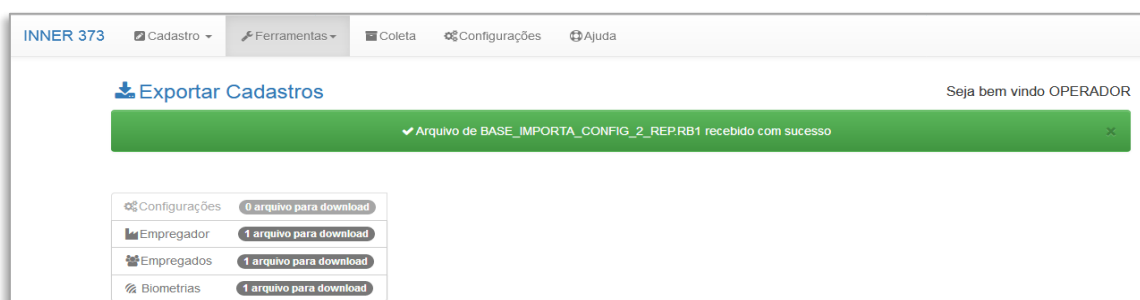 INNER 373 Cadastro Ferramentas Coleta Configurações Ajuda
Exportar Cadastros
Seja bem vindo OPERADOR
Arquivo de BASE_IMPORTA_CONFIG_2_REP.RB1 recebido com sucesso ×
Configurações 0 arquivo para download
Empregador 1 arquivo para download
Empregados 1 arquivo para download
Biometrias 1 arquivo para download